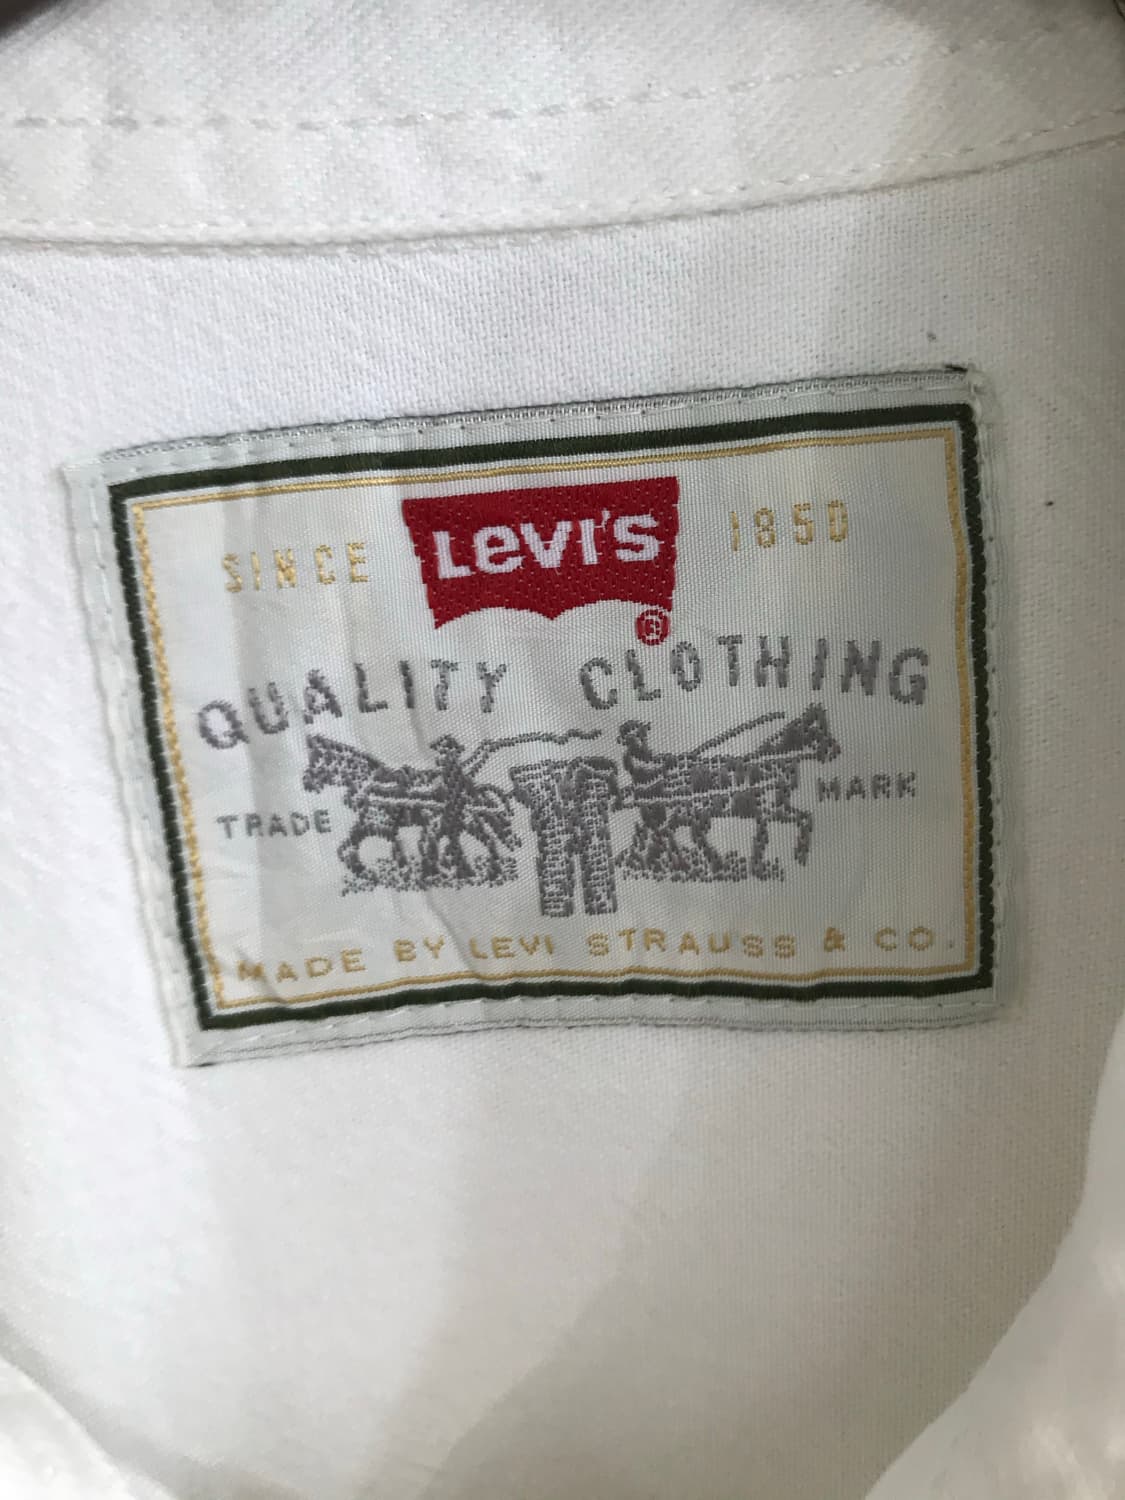 SINCE LEVI'S 1850
®
QUALITY CLOTHING
TRADE MARK
MADE BY LEVI STRAUSS & CO.